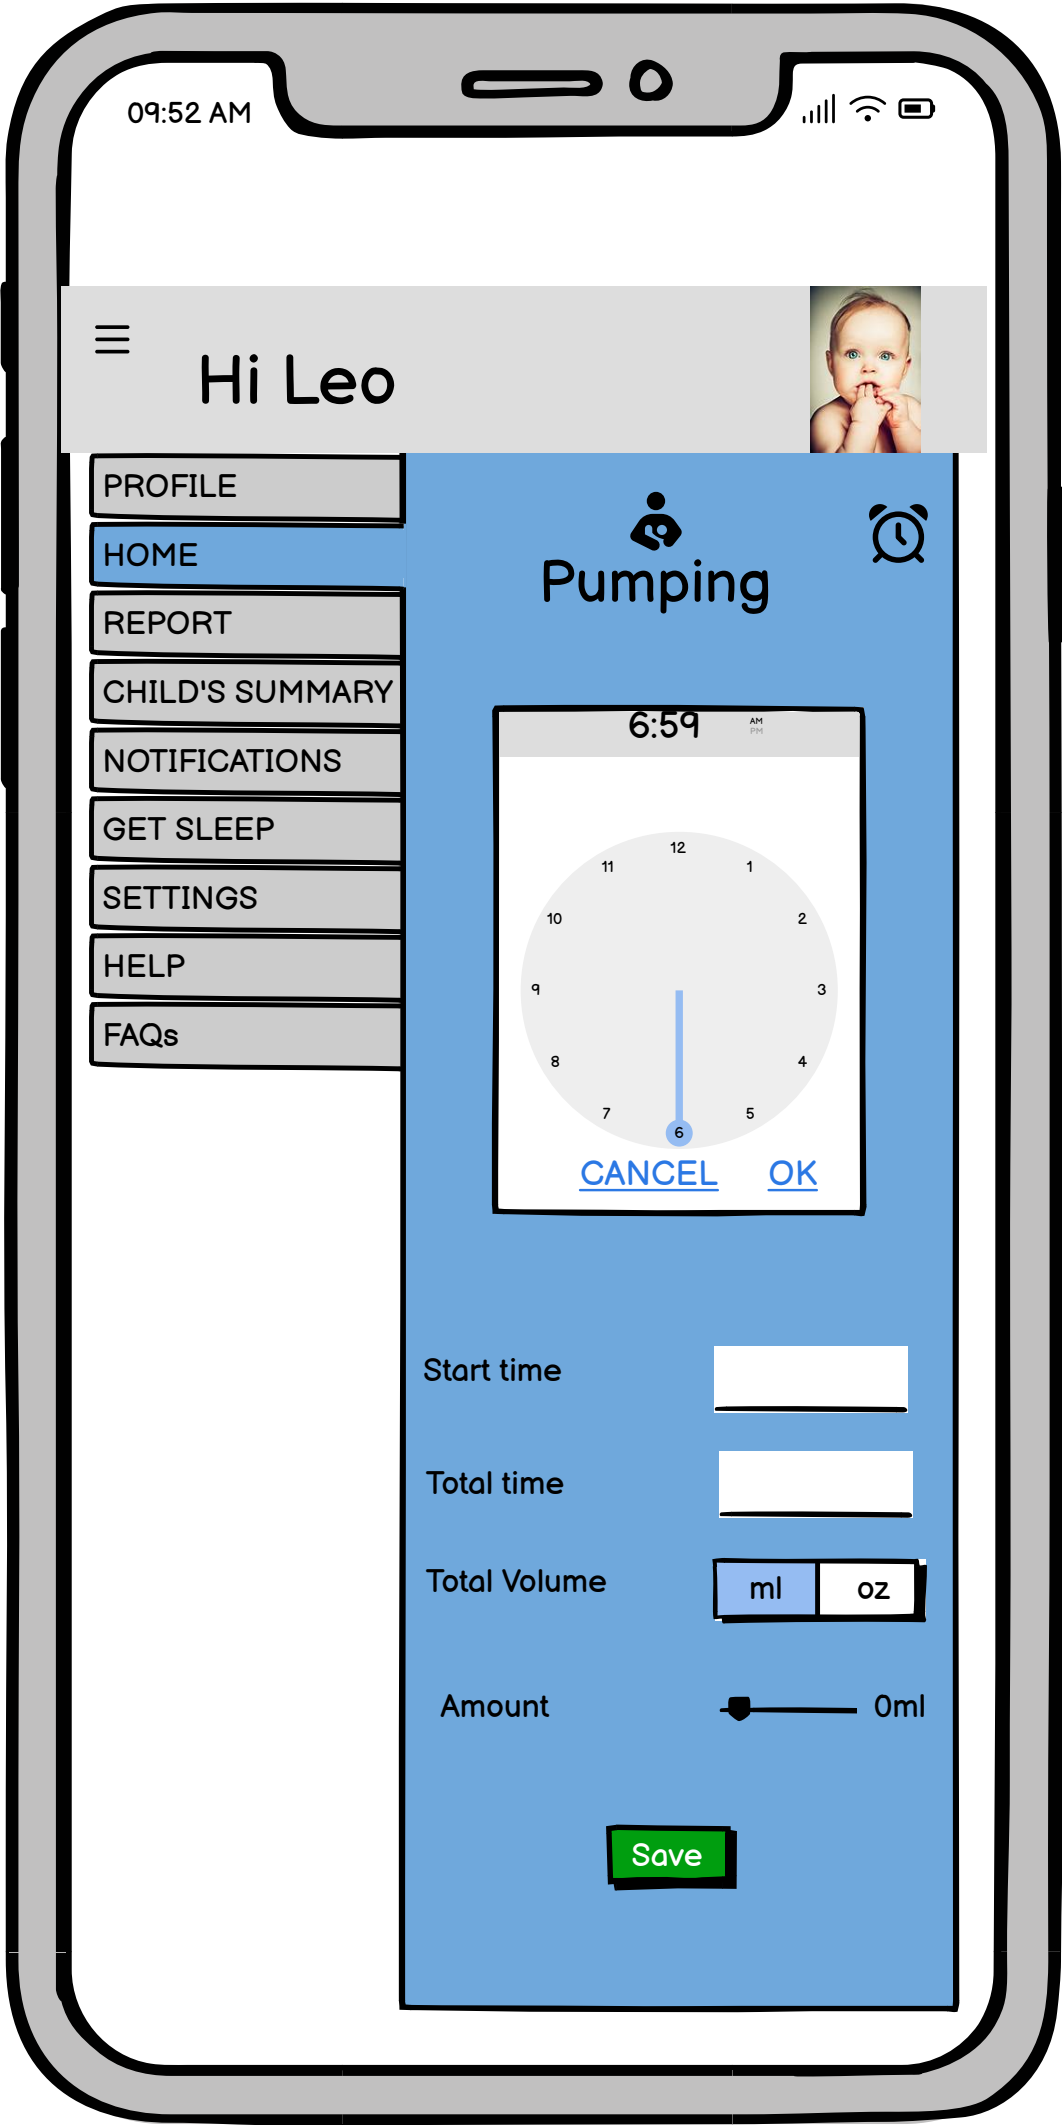 09:52 AM
Hi Leo
PROFILE
HOME
REPORT
CHILD'S SUMMARY
NOTIFICATIONS
GET SLEEP
SETTINGS
HELP
FAQs
Pumping
6:59
AM
PM
12
11
1
10
2
9
3
8
4
7
5
6
CANCEL OK
Start time
Total time
Total Volume ml oz
Amount 0ml
Save